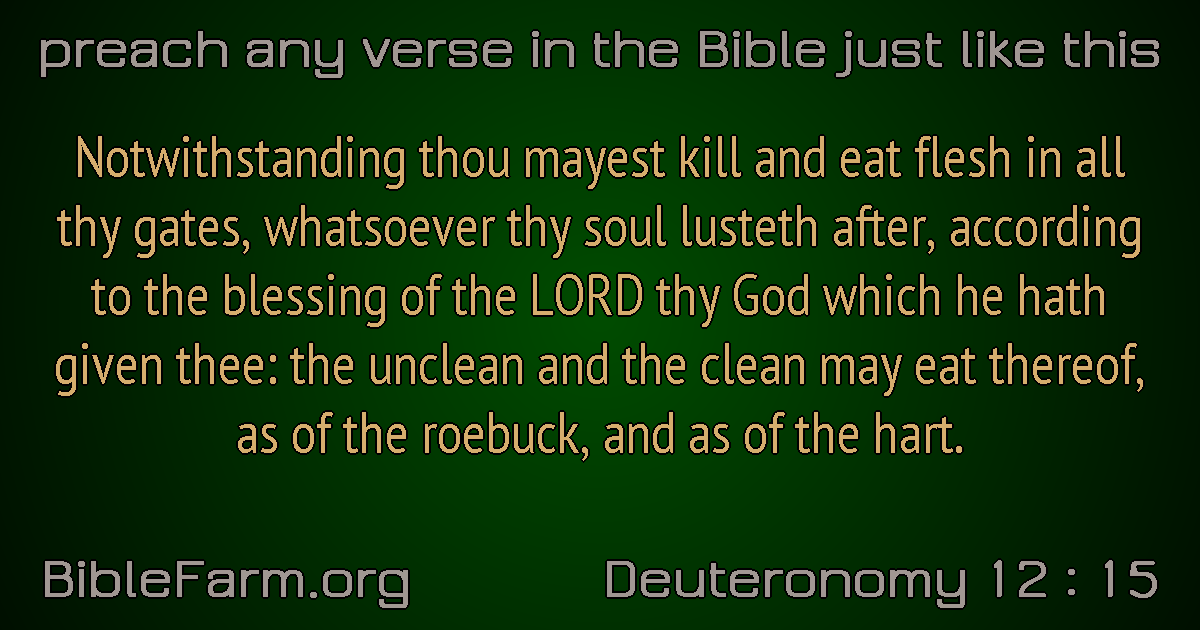 preach any verse in the Bible just like this
Notwithstanding thou mayest kill and eat flesh in all
thy gates, whatsoever thy soul lusteth after, according
to the blessing of the LORD thy God which he hath
given thee: the unclean and the clean may eat thereof,
as of the roebuck, and as of the hart.
BibleFarm.org
Deuteronomy 12 : 15